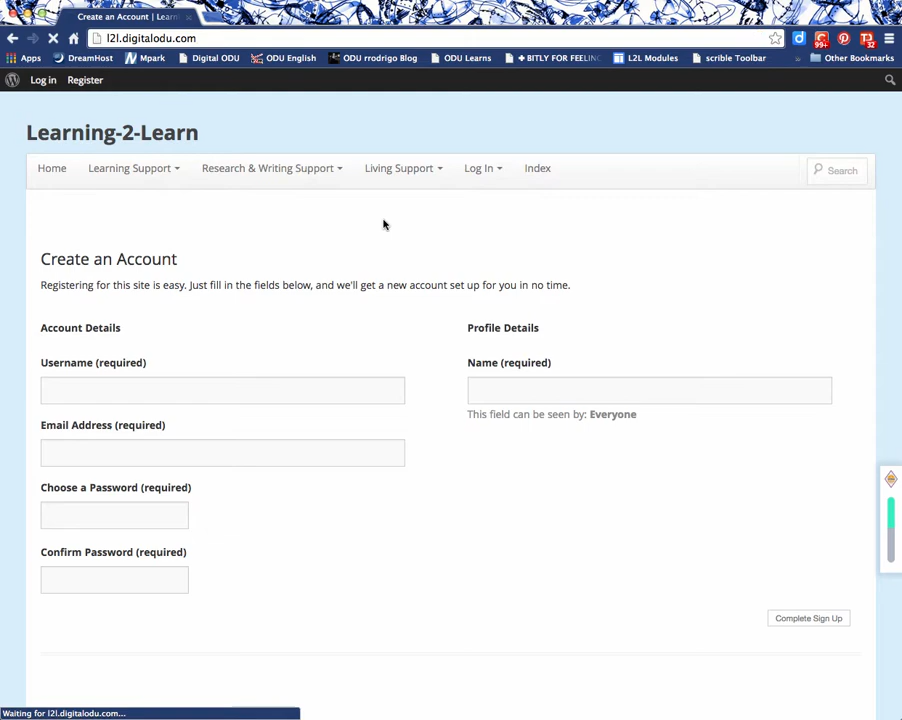 Create an Account | Learn
l2l.digitalodu.com
99+
32
Apps DreamHost Mpark Digital ODU ODU English ODU rrodrigo Blog ODU Learns + BITLY FOR FEELIN L2L Modules scrible Toolbar » Other Bookmarks
Log in Register
Learning-2-Learn
Home Learning Support Research & Writing Support Living Support Log In Index Search
Create an Account
Registering for this site is easy. Just fill in the fields below, and we'll get a new account set up for you in no time.
Account Details
Profile Details
Username (required)
Name (required)
This field can be seen by: Everyone
Email Address (required)
Choose a Password (required)
Confirm Password (required)
Complete Sign Up
Waiting for l2l.digitalodu.com...